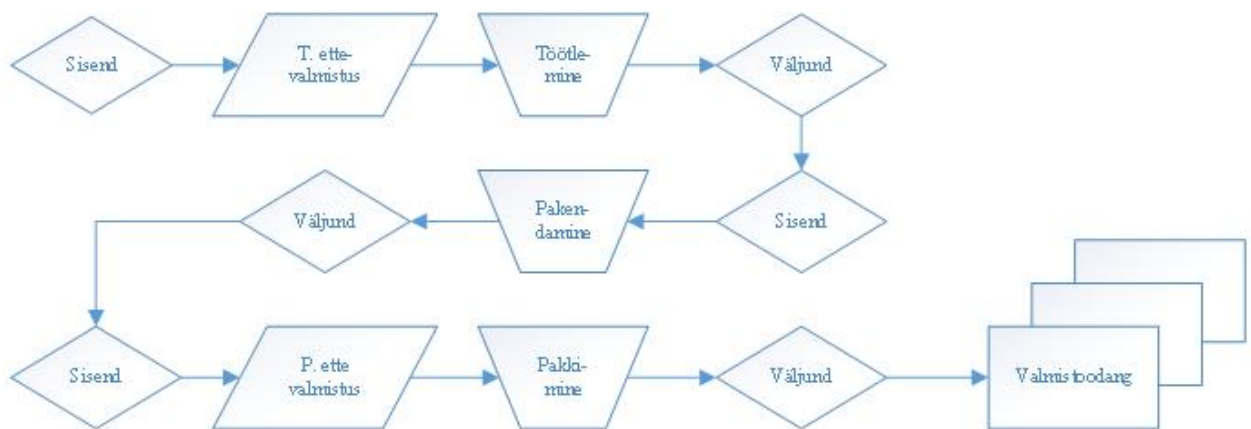 Sisend
T. ette-
valmistus
Töötle-
mine
Väljund
Väljund
Paken-
damine
Sisend
Sisend
P. ette
valmistus
Pakki-
mine
Väljund
Valmistoodang